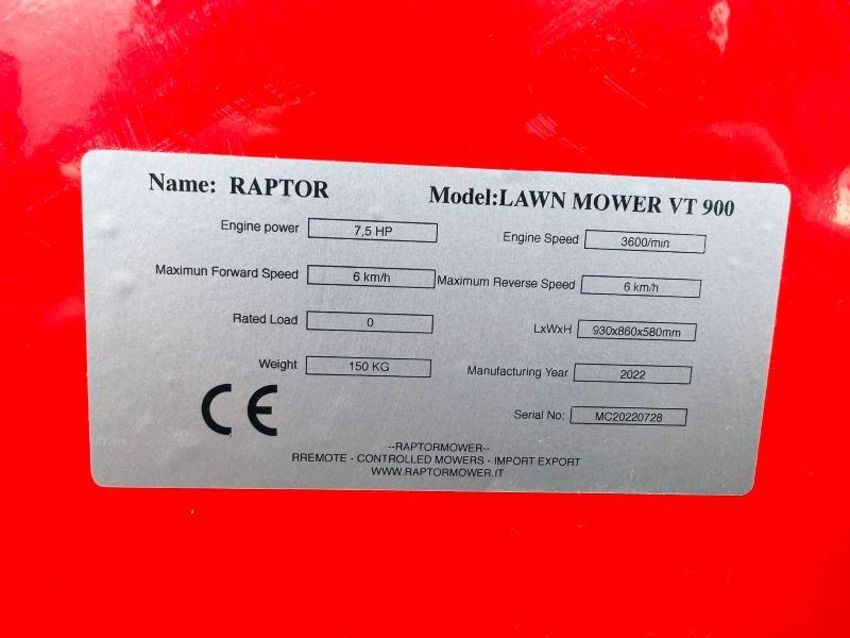 Name: RAPTOR Model:LAWN MOWER VT 900
Engine power 7,5 HP Engine Speed 3600/min
Maximun Forward Speed 6 km/h Maximum Reverse Speed 6 km/h
Rated Load 0 LxWxH 930x860x580mm
Weight 150 KG Manufacturing Year 2022
CE Serial No: MC20220728
--RAPTORMOWER--
RREMOTE - CONTROLLED MOWERS - IMPORT EXPORT
WWW.RAPTORMOWER.IT